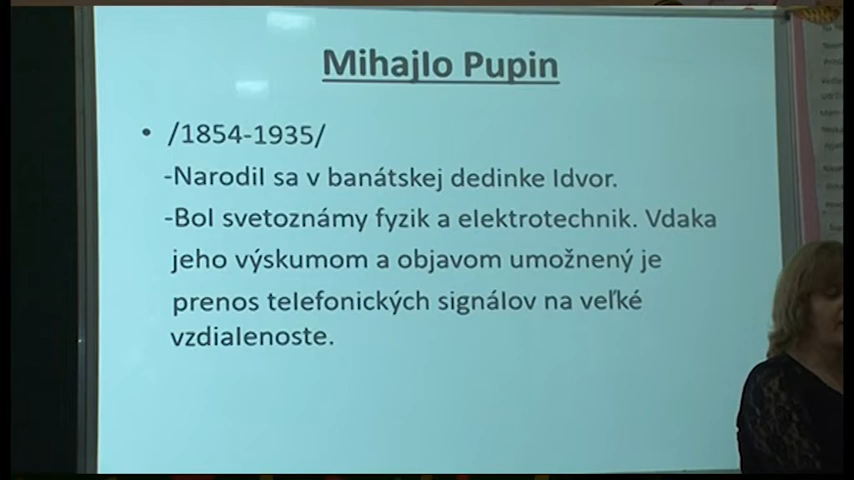 Mihajlo Pupin
• /1854-1935/
-Narodil sa v banátskej dedinke Idvor.
-Bol svetoznámy fyzik a elektrotechnik. Vdaka
jeho výskumom a objavom umožnený je
prenos telefonických signálov na veľké
vzdialenoste.